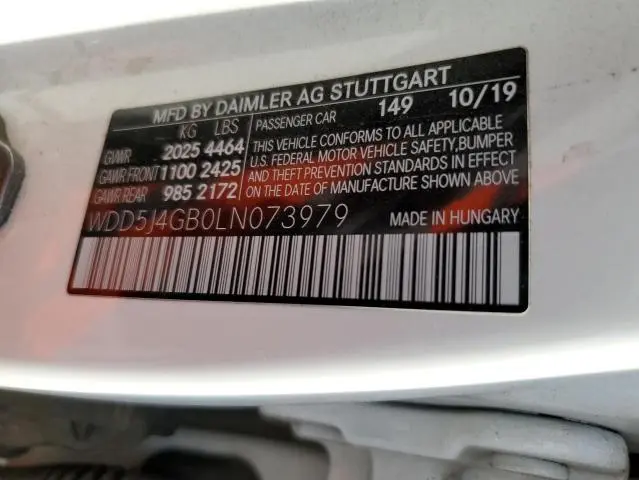 MFD BY DAIMLER AG STUTTGART
KG LBS PASSENGER CAR 149 10/19
GVWR 2025 4464
GAWR FRONT 1100 2425
GAWR REAR 985 2172
THIS VEHICLE CONFORMS TO ALL APPLICABLE
U.S. FEDERAL MOTOR VEHICLE SAFETY, BUMPER
AND THEFT PREVENTION STANDARDS IN EFFECT
ON THE DATE OF MANUFACTURE SHOWN ABOVE.
WDD5J4GB0LN073979
MADE IN HUNGARY